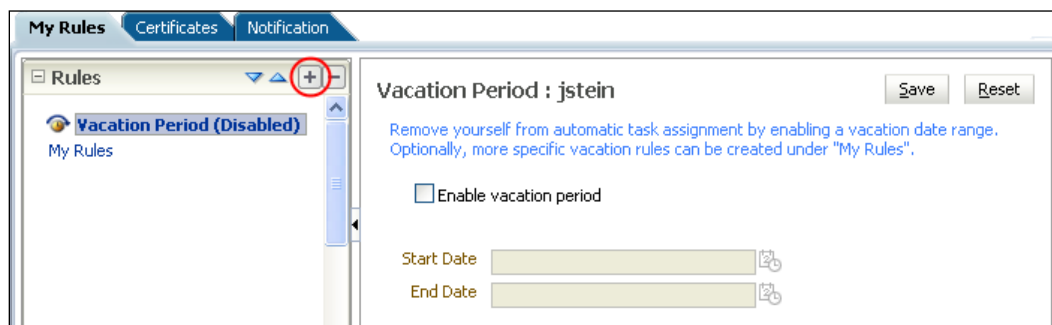 My Rules Certificates Notification
Rules
Vacation Period (Disabled)
My Rules
Vacation Period : jstein
Save Reset
Remove yourself from automatic task assignment by enabling a vacation date range.
Optionally, more specific vacation rules can be created under "My Rules".
Enable vacation period
Start Date
End Date